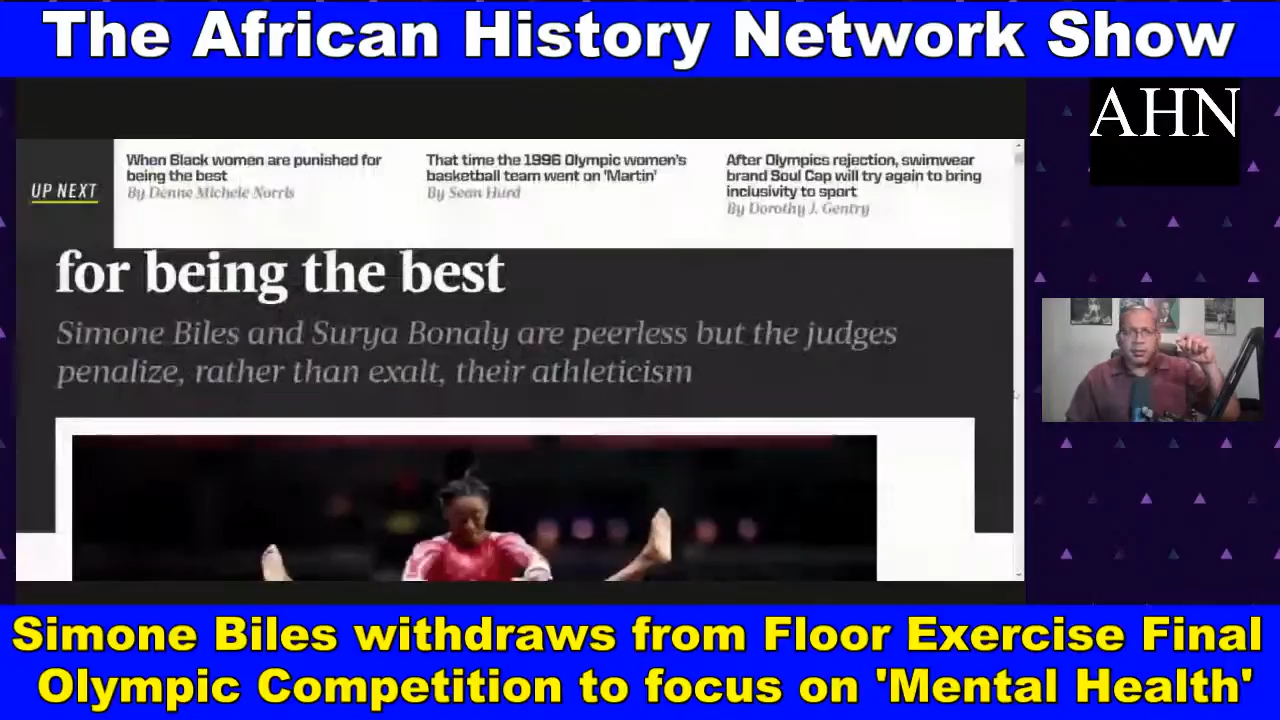 The African History Network Show
AHN
UP NEXT
When Black women are punished for
being the best
By Denne Michele Norris
That time the 1996 Olympic women's
basketball team went on 'Martin'
By Sean Hurd
After Olympics rejection, swimwear
brand Soul Cap will try again to bring
inclusivity to sport
By Dorothy J. Gentry
for being the best
Simone Biles and Surya Bonaly are peerless but the judges
penalize, rather than exalt, their athleticism
Simone Biles withdraws from Floor Exercise Final
Olympic Competition to focus on 'Mental Health'